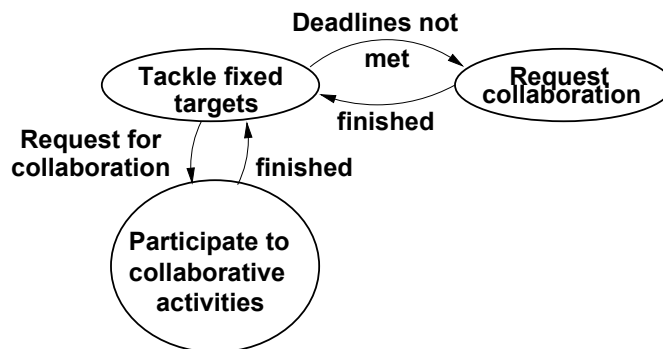 Deadlines not
met
Tackle fixed
targets
Request
collaboration
finished
Request for
collaboration
finished
Participate to
collaborative
activities